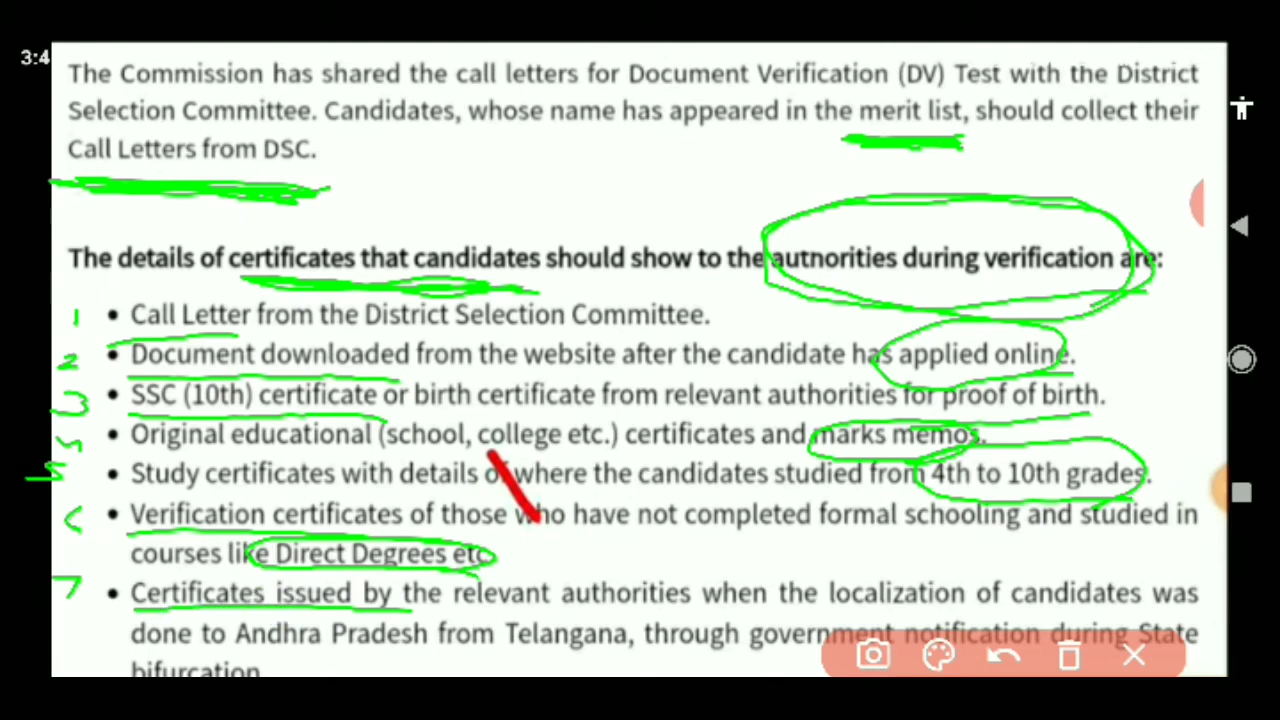 3:4
The Commission has shared the call letters for Document Verification (DV) Test with the District
Selection Committee. Candidates, whose name has appeared in the merit list, should collect their
Call Letters from DSC.
The details of certificates that candidates should show to the autnorities during verification are:
1 • Call Letter from the District Selection Committee.
2 • Document downloaded from the website after the candidate has applied online.
3 • SSC (10th) certificate or birth certificate from relevant authorities for proof of birth.
• Original educational (school, college etc.) certificates and marks memos.
• Study certificates with details of where the candidates studied from 4th to 10th grades.
• Verification certificates of those who have not completed formal schooling and studied in
courses like Direct Degrees etc
7 • Certificates issued by the relevant authorities when the localization of candidates was
done to Andhra Pradesh from Telangana, through government notification during State
bifurcation